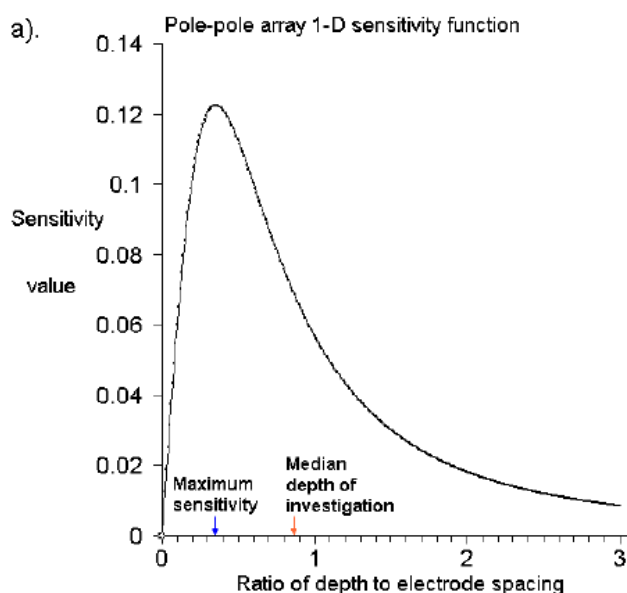 a).
Pole-pole array 1-D sensitivity function
0.14
0.12
0.1
Sensitivity
0.08
value
0.06
0.04
0.02
Maximum
sensitivity
Median
depth of
investigation
0
0
1
2
3
Ratio of depth to electrode spacing